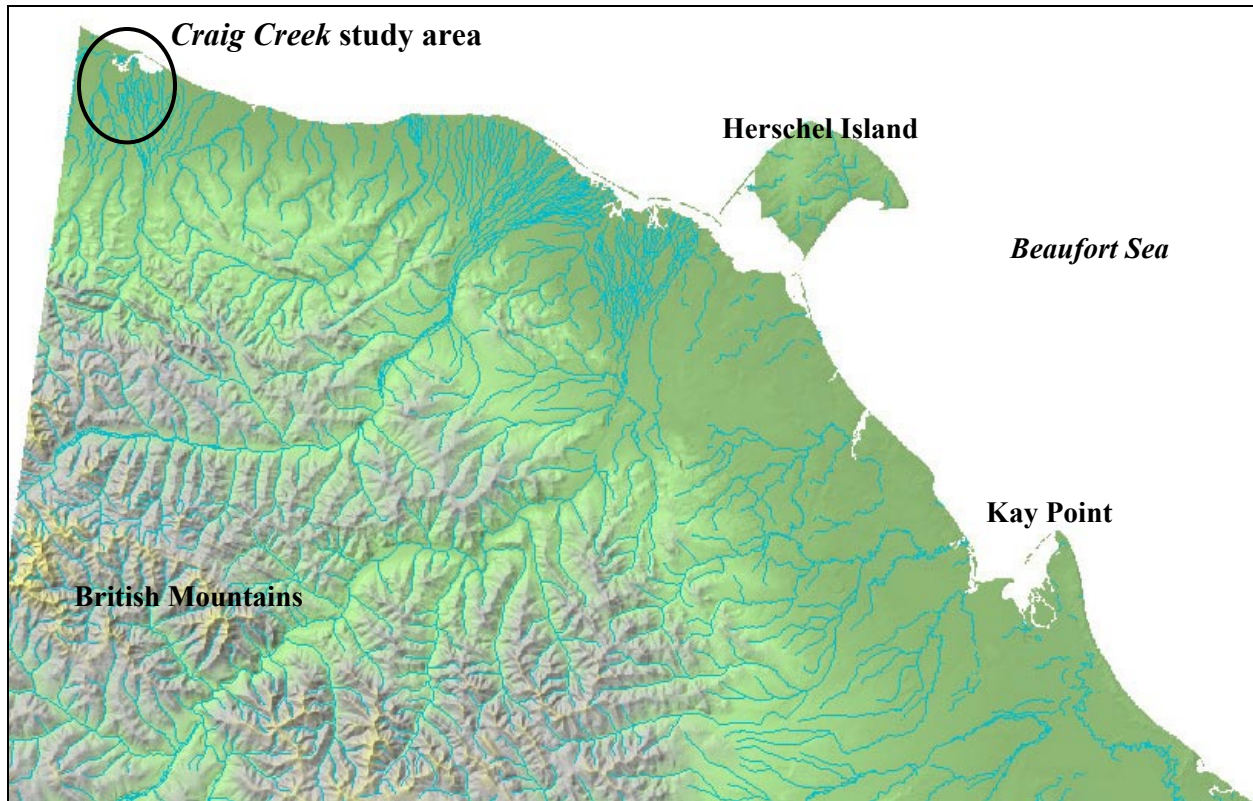 Craig Creek study area
Herschel Island
Beaufort Sea
Kay Point
British Mountains